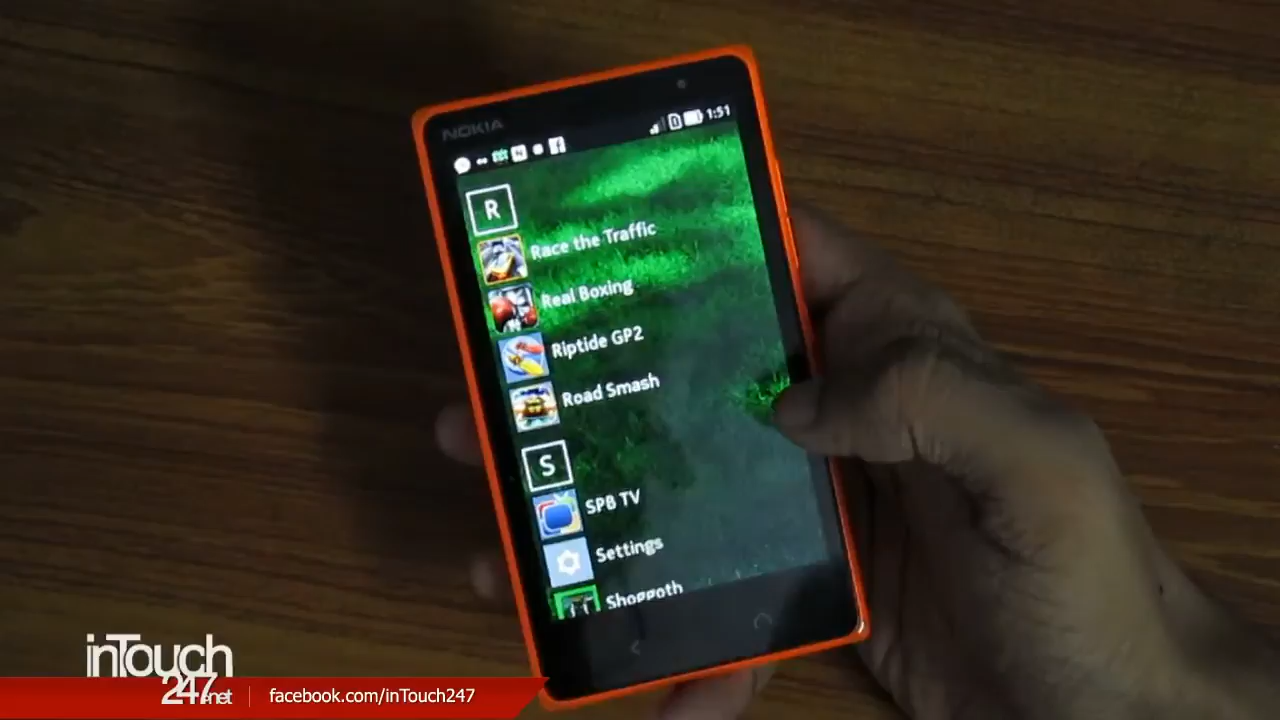 NOKIA
1:51
R
Race the Traffic
Real Boxing
Riptide GP2
Road Smash
S
SPB TV
Settings
Shoggoth
inTouch
247.net
facebook.com/inTouch247